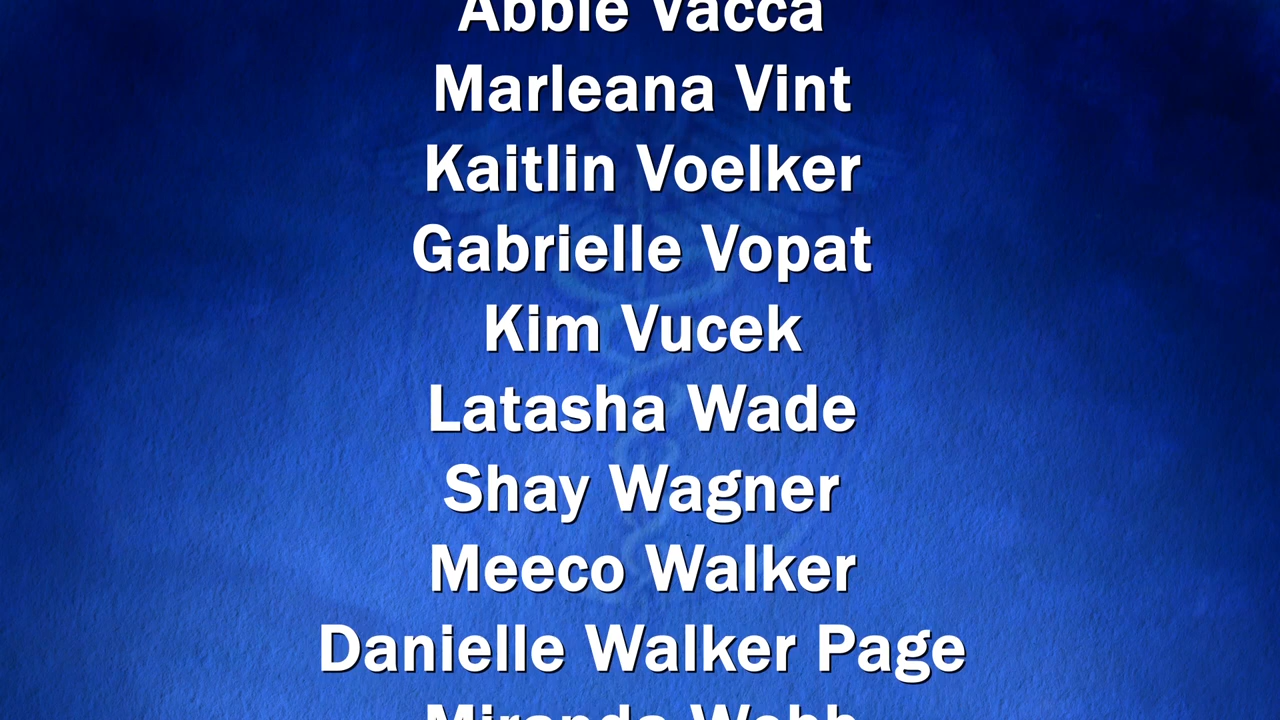 Abbie Vacca
Marleana Vint
Kaitlin Voelker
Gabrielle Vopat
Kim Vucek
Latasha Wade
Shay Wagner
Meeco Walker
Danielle Walker Page
Miranda Webb